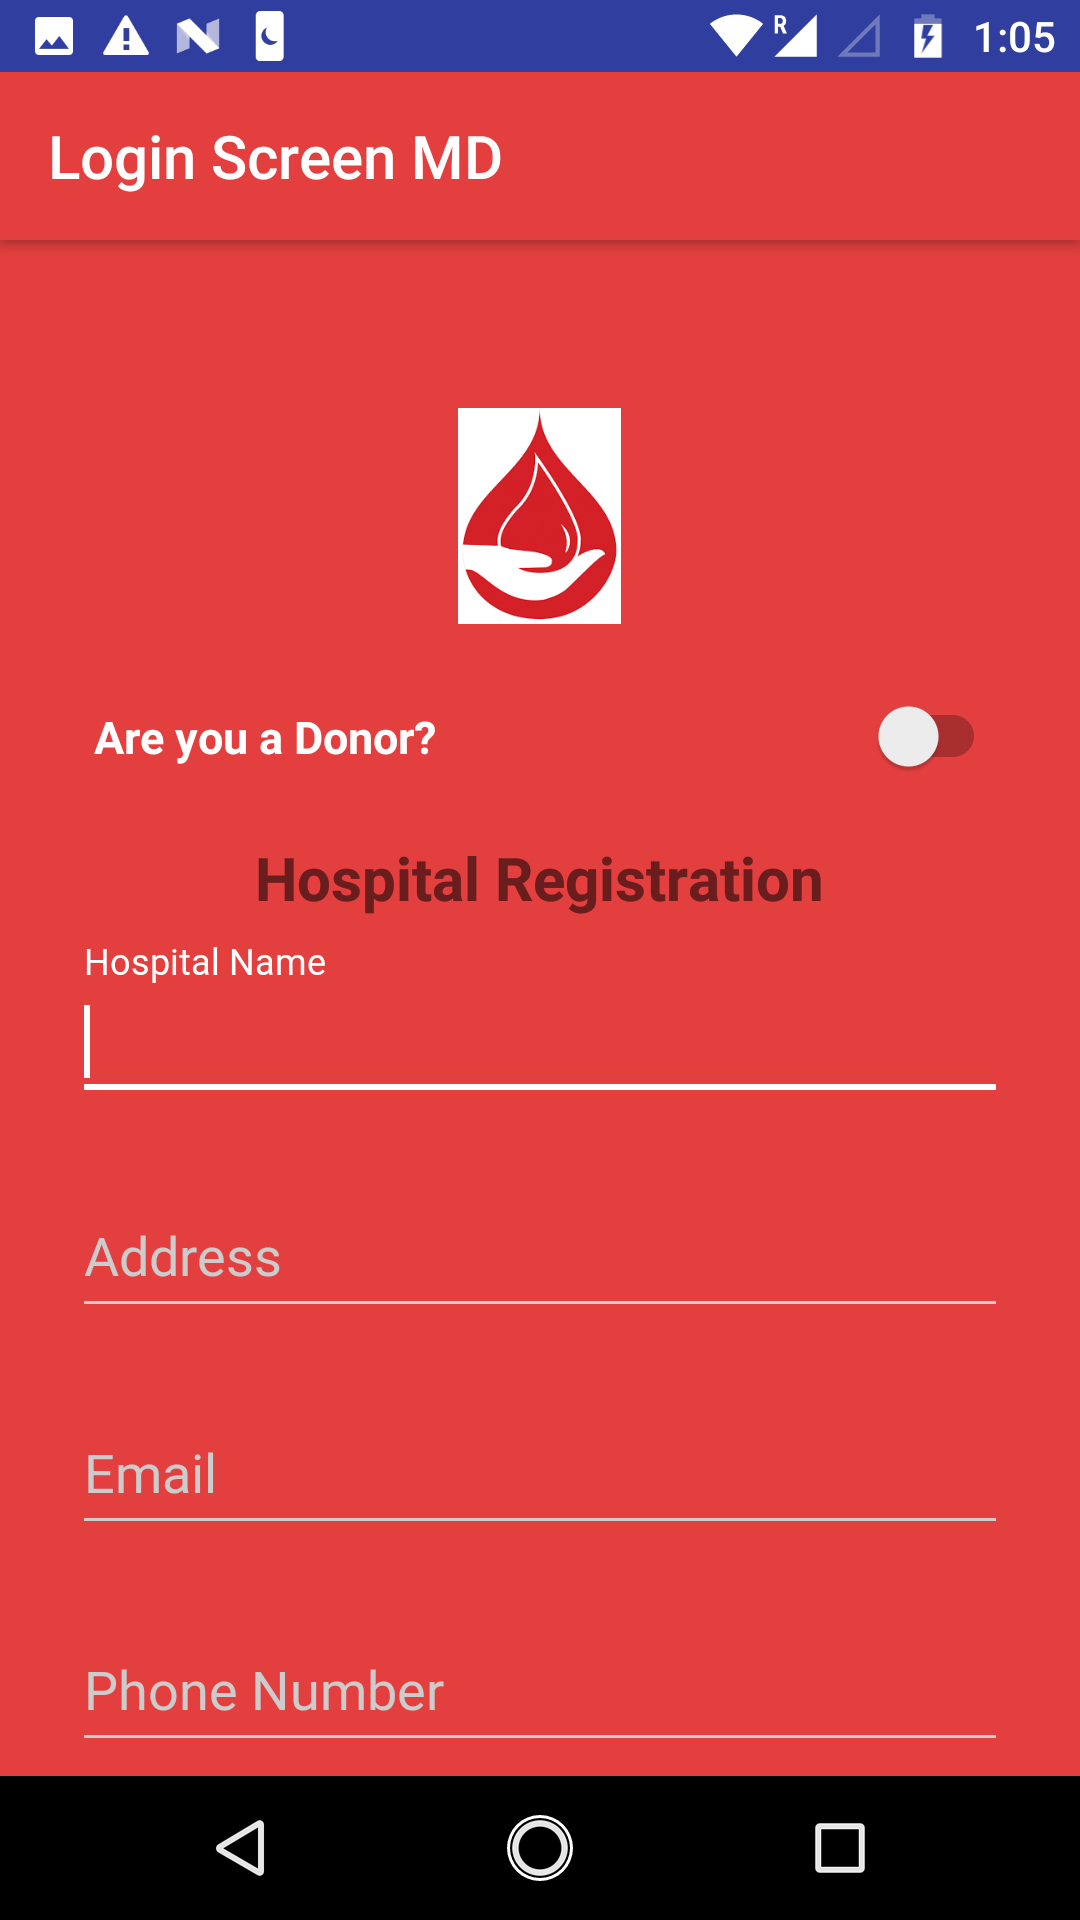 R
1:05
Login Screen MD
Are you a Donor?
Hospital Registration
Hospital Name
Address
Email
Phone Number